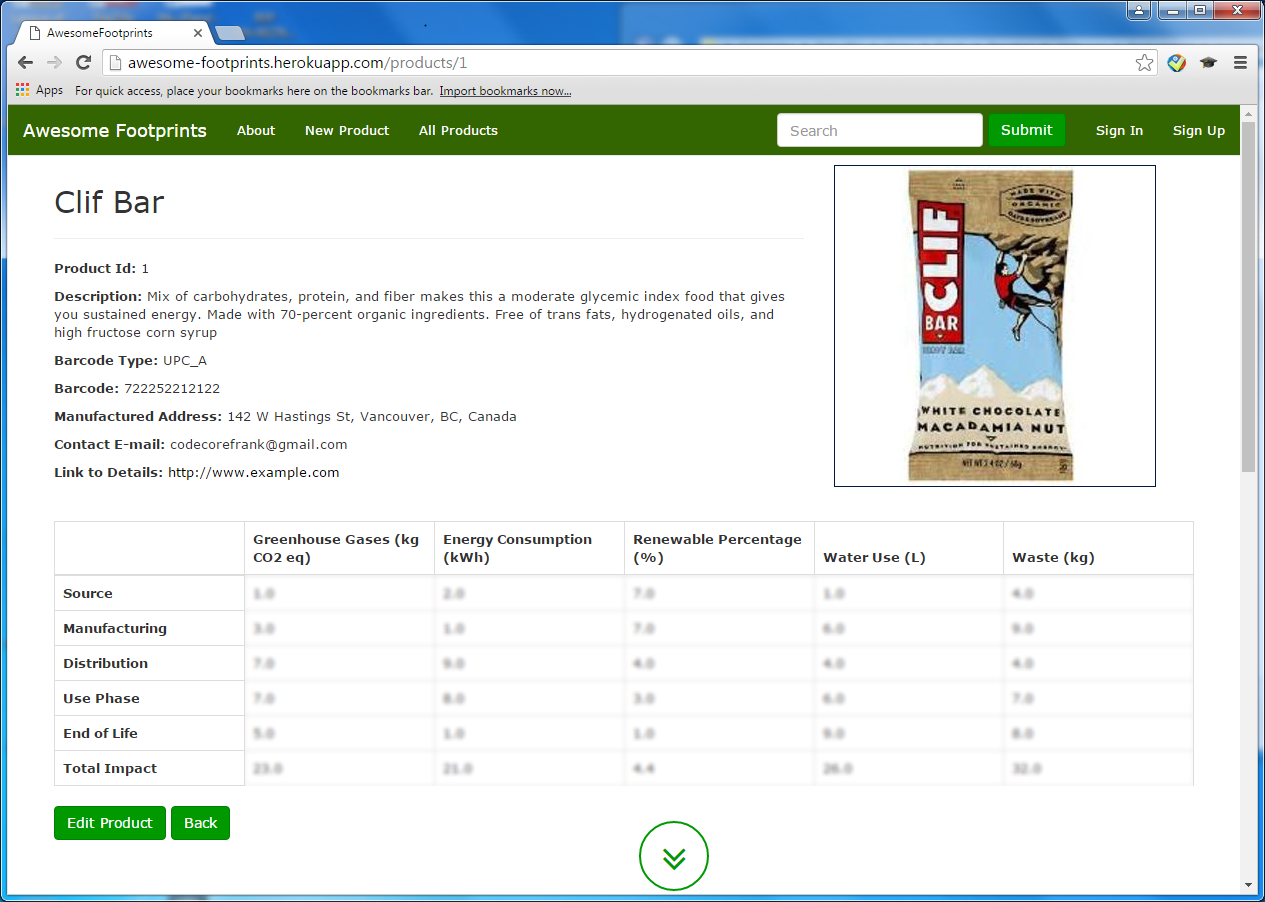 AwesomeFootprints
awesome-footprints.herokuapp.com/products/1
Apps For quick access, place your bookmarks here on the bookmarks bar. Import bookmarks now...
Awesome Footprints About New Product All Products Search Submit Sign In Sign Up
Clif Bar
Product Id: 1
Description: Mix of carbohydrates, protein, and fiber makes this a moderate glycemic index food that gives
you sustained energy. Made with 70-percent organic ingredients. Free of trans fats, hydrogenated oils, and
high fructose corn syrup
Barcode Type: UPC_A
Barcode: 722252212122
Manufactured Address: 142 W Hastings St, Vancouver, BC, Canada
Contact E-mail: codecorefrank@gmail.com
Link to Details: http://www.example.com
MADE WITH
ORGANIC
OATS & SOYBEANS
CLIF
BAR
ENERGY BAR
WHITE CHOCOLATE
MACADAMIA NUT
NUTRITION FOR SUSTAINED ENERGY
NET WT 2.4 OZ / 68g
Greenhouse Gases (kg
CO2 eq)
Energy Consumption
(kWh)
Renewable Percentage
(%)
Water Use (L)
Waste (kg)
Source 1.0 2.0 7.0 1.0 4.0
Manufacturing 3.0 1.0 7.0 6.0 9.0
Distribution 7.0 9.0 4.0 4.0 4.0
Use Phase 7.0 8.0 3.0 6.0 7.0
End of Life 5.0 1.0 1.0 9.0 8.0
Total Impact 23.0 21.0 4.4 26.0 32.0
Edit Product Back